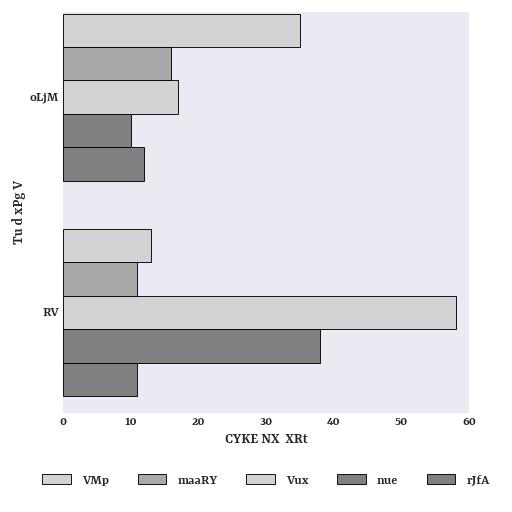 oLjM
RV
Tu d xPg V
0 10 20 30 40 50 60
CYKE NX  XRt
VMp maaRY Vux nue rJfA